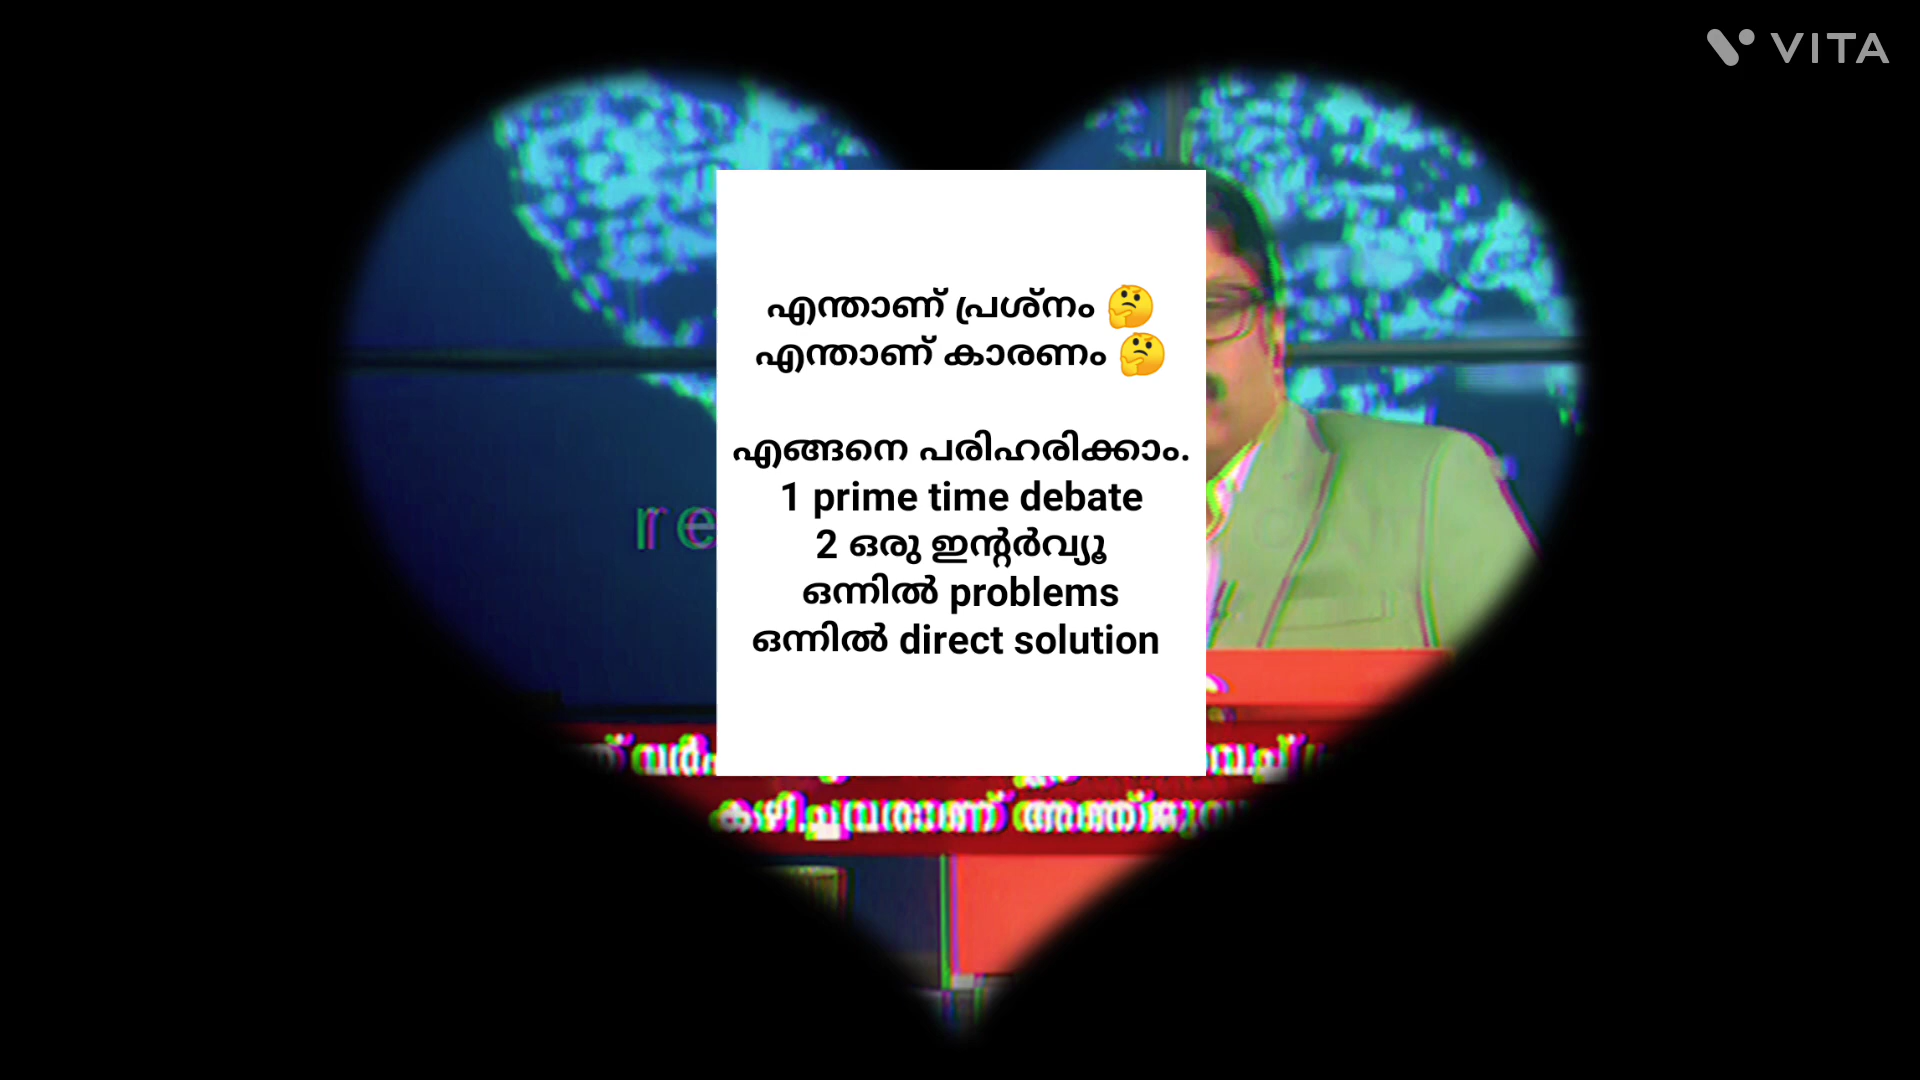 VITA
എന്താണ് പ്രശ്നം 🤔
എന്താണ് കാരണം 🤔
എങ്ങനെ പരിഹരിക്കാം.
1 prime time debate
2 ഒരു ഇന്റർവ്യൂ
ഒന്നിൽ problems
ഒന്നിൽ direct solution
re
കഴിച്ചവരാണ്